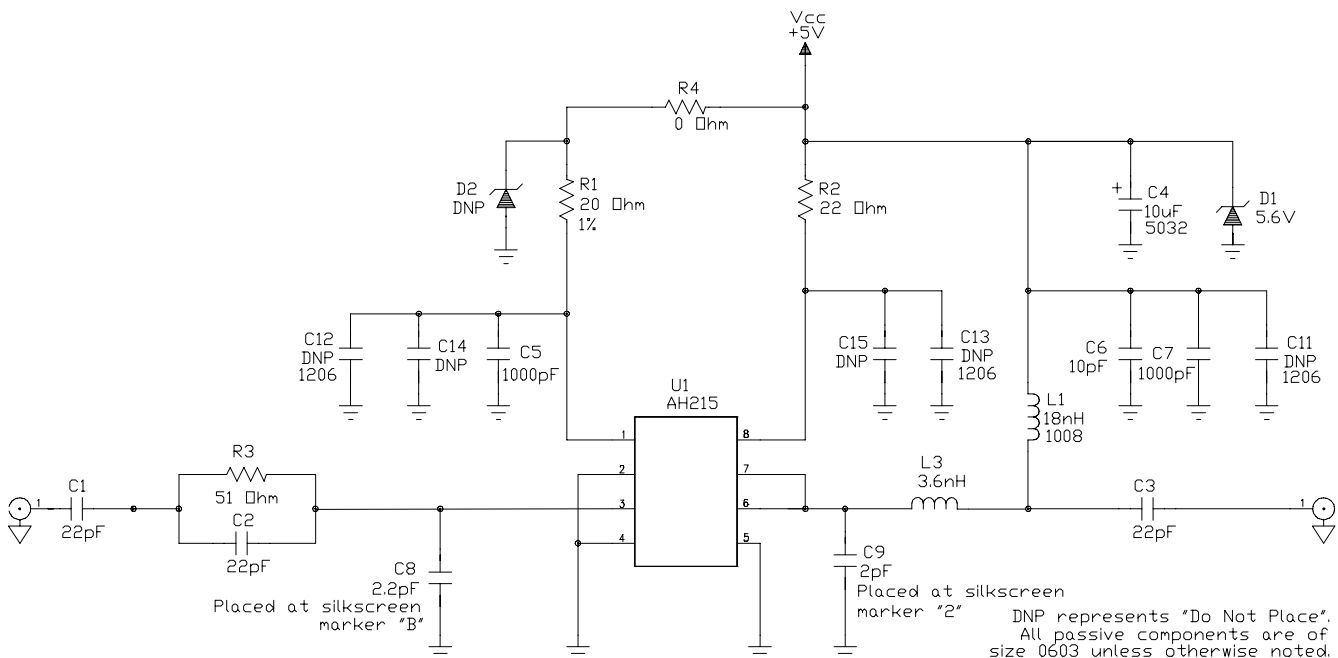 Vcc
+5V
R4
0 Ohm
D2
DNP
R1
20 Ohm
1%
R2
22 Ohm
+
C4
10uF
5032
D1
5.6V
C12
DNP
1206
C14
DNP
C5
1000pF
C15
DNP
C13
DNP
1206
C6
10pF
C7
1000pF
C11
DNP
1206
U1
AH215
L1
18nH
1008
1
2
3
4
8
7
6
5
R3
51 Ohm
C2
22pF
1
C1
22pF
L3
3.6nH
C3
22pF
1
C8
2.2pF
Placed at silkscreen
marker "B"
C9
2pF
Placed at silkscreen
marker "2"
DNP represents "Do Not Place".
All passive components are of
size 0603 unless otherwise noted.